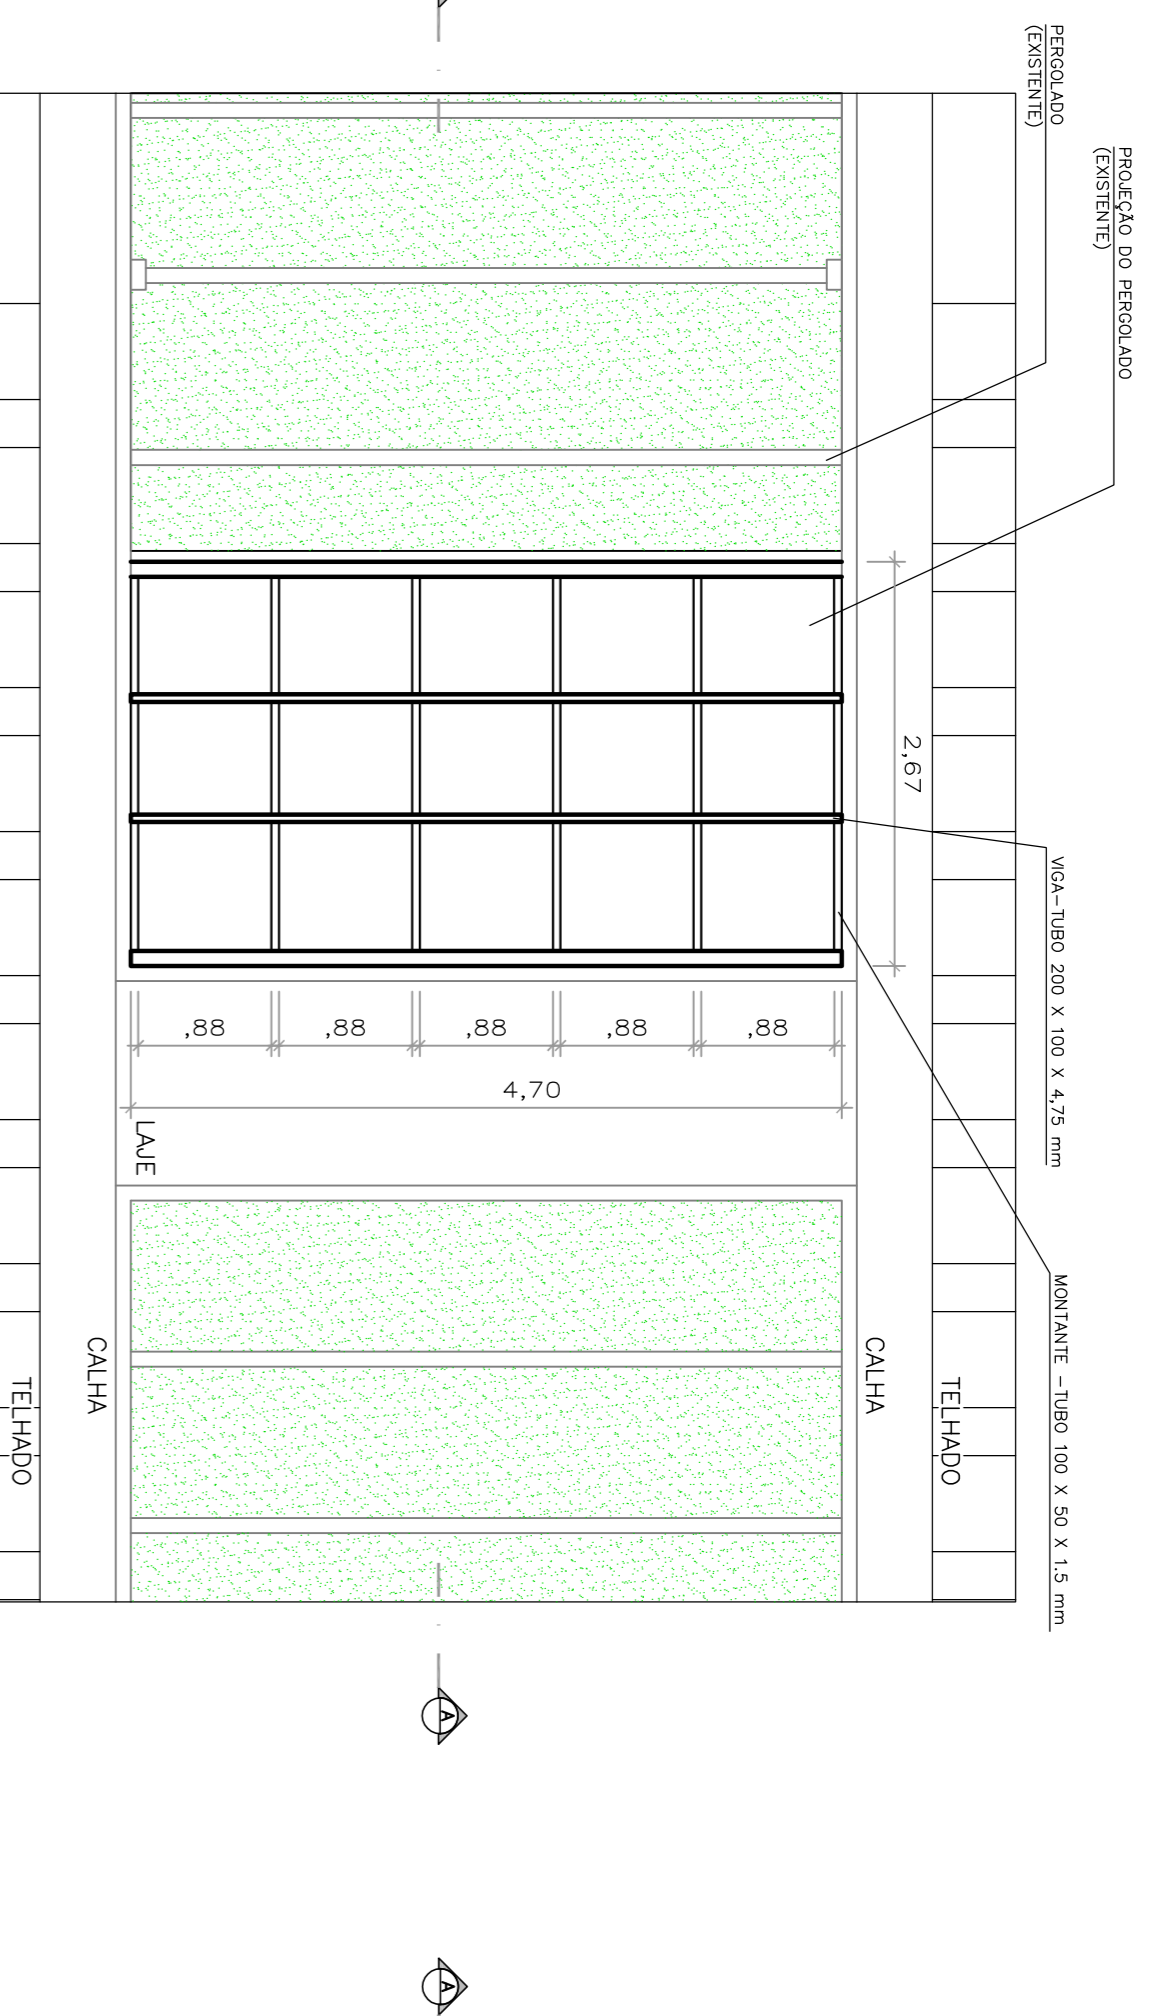 PERGOLADO
(EXISTENTE)
PROJEÇÃO DO PERGOLADO
(EXISTENTE)
2,67
VIGA-TUBO 200 X 100 X 4,75 mm
MONTANTE -TUBO 100 X 50 X 1.5 mm
,88
,88
,88
,88
,88
4,70
LAJE
CALHA
CALHA
TELHADO
TELHADO
A
A